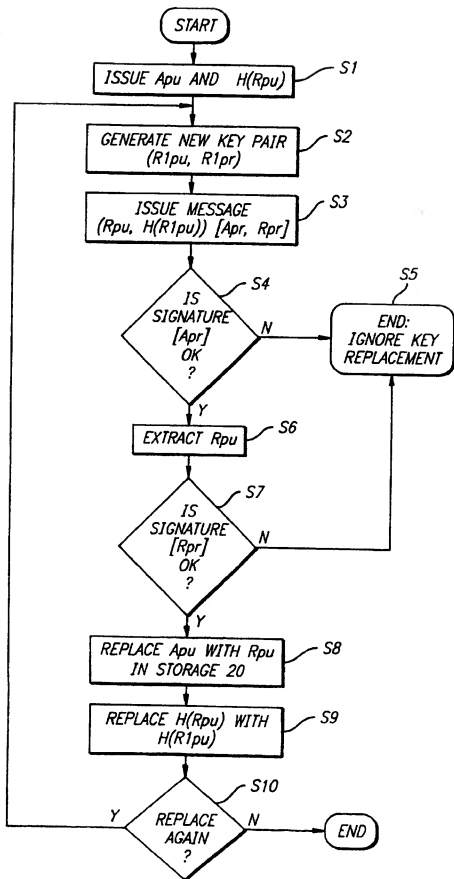 START
ISSUE Apu AND H(Rpu)
S1
GENERATE NEW KEY PAIR
(R1pu, R1pr)
S2
ISSUE MESSAGE
(Rpu, H(R1pu)) [Apr, Rpr]
S3
S4
IS
SIGNATURE
[Apr]
OK
?
N
Y
S5
END:
IGNORE KEY
REPLACEMENT
EXTRACT Rpu
S6
S7
IS
SIGNATURE
[Rpr]
OK
?
N
Y
REPLACE Apu WITH Rpu
IN STORAGE 20
S8
REPLACE H(Rpu) WITH
H(R1pu)
S9
S10
Y
REPLACE
AGAIN
?
N
END